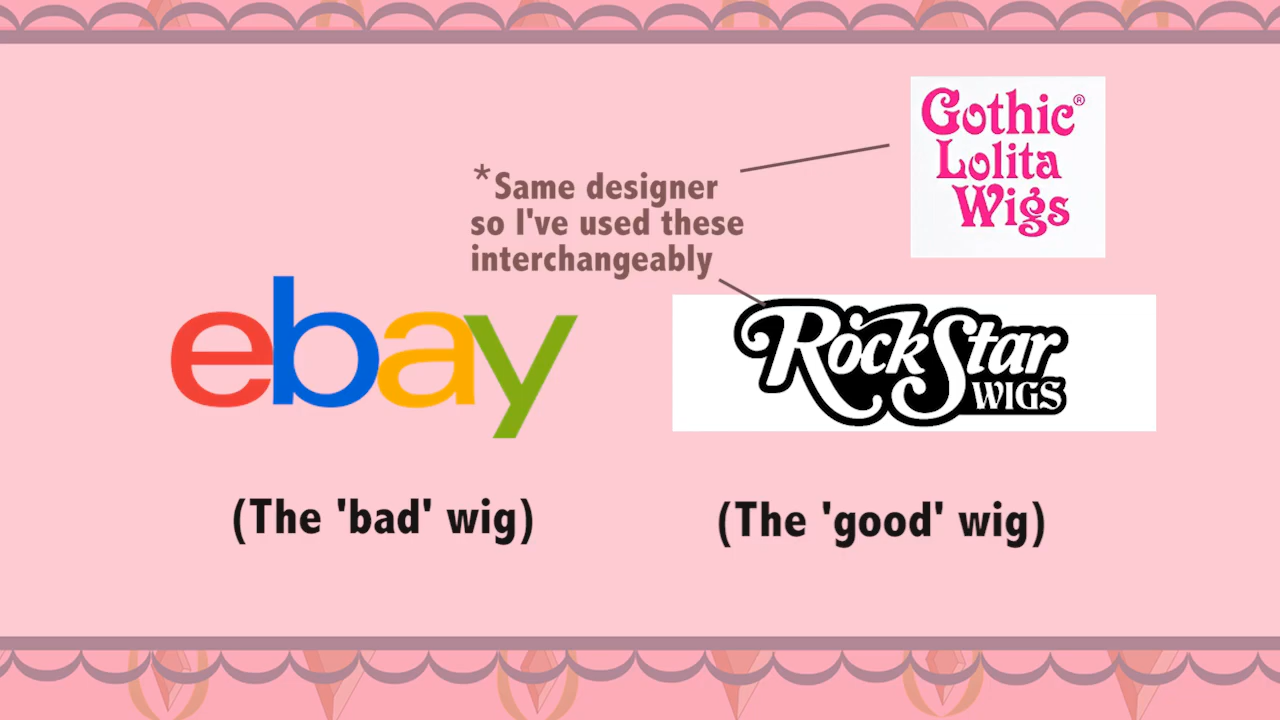 Gothic®
Lolita
Wigs
*Same designer
so I've used these
interchangeably
ebay
RockStar
WIGS
(The 'bad' wig)
(The 'good' wig)